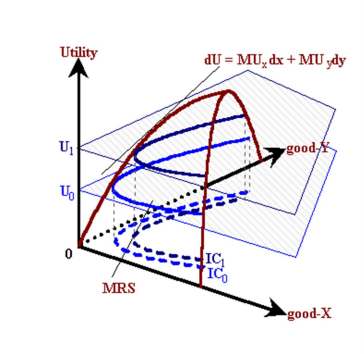 Utility
dU = MUxdx + MUydy
U1
good-Y
U0
0
IC1
IC0
MRS
good-X